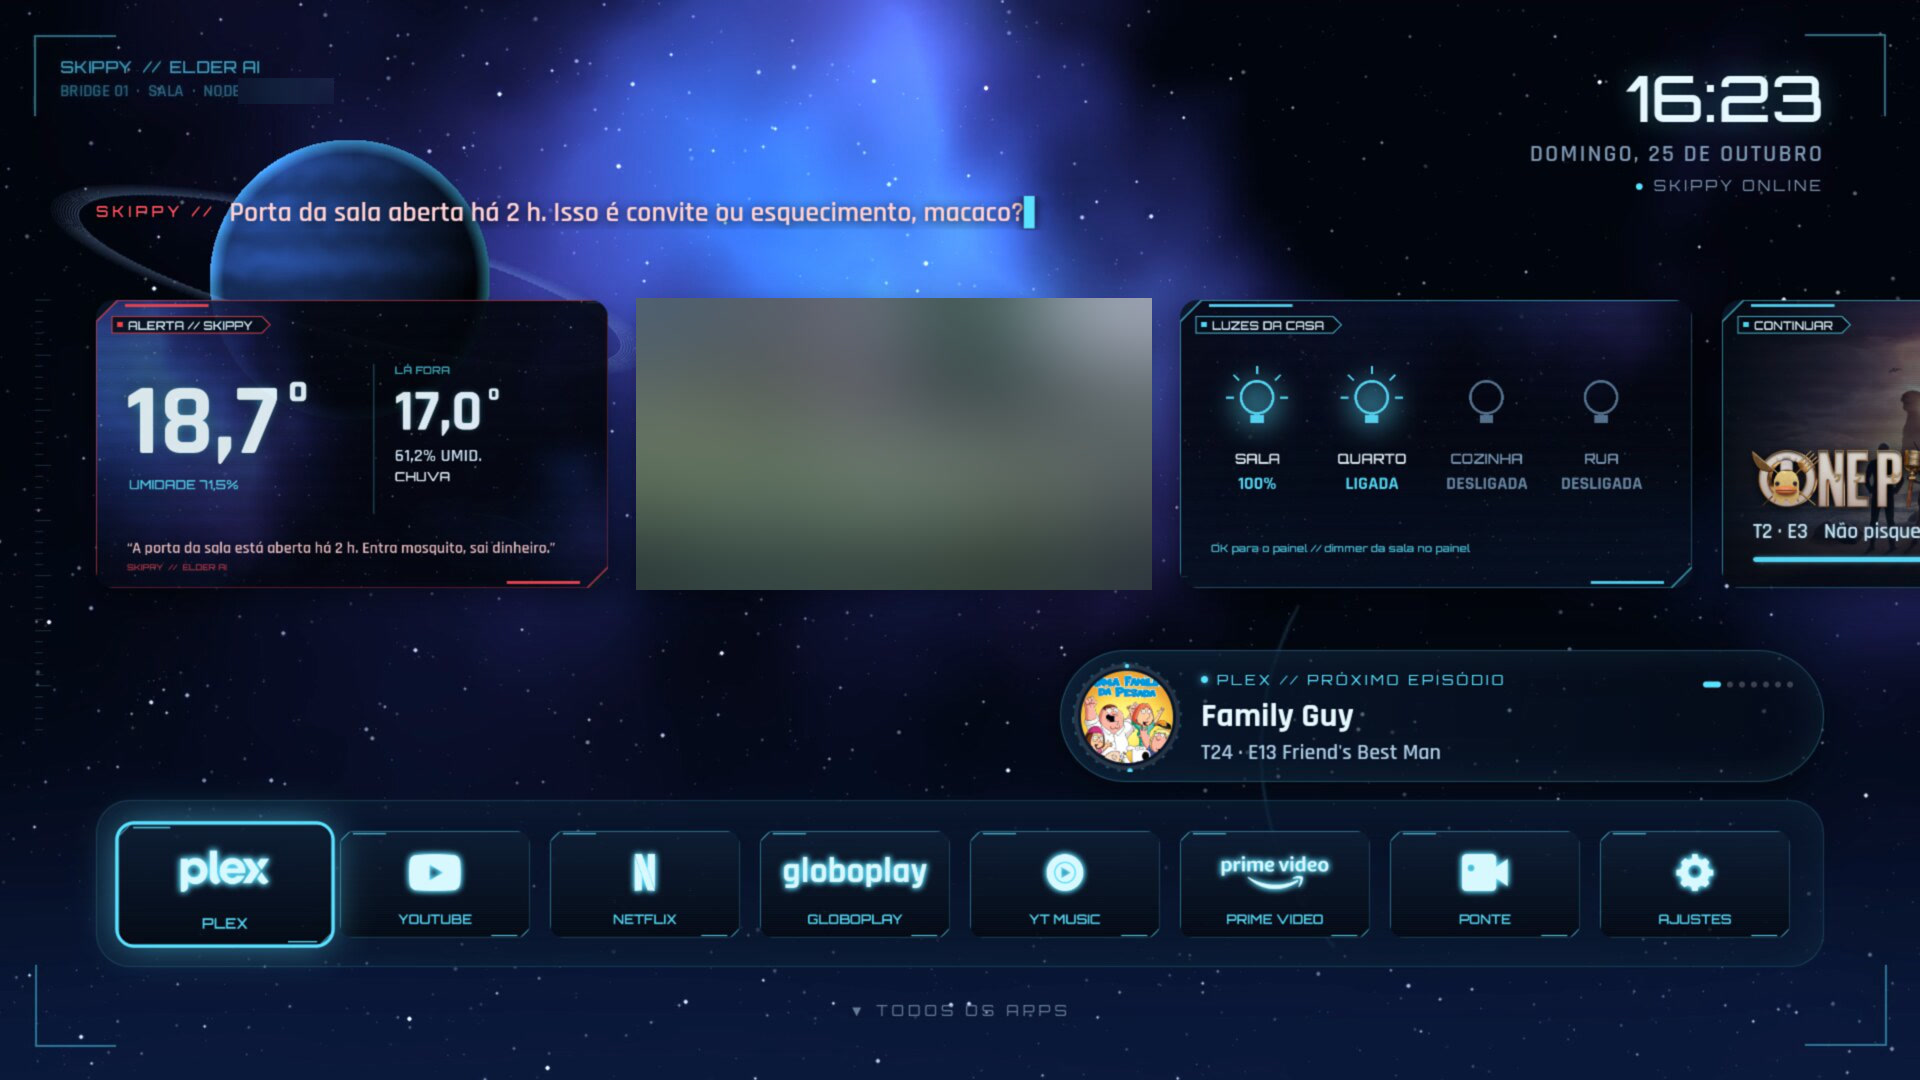 SKIPPY // ELDER AI
BRIDGE 01 · SALA · NODE
16:23
DOMINGO, 25 DE OUTUBRO
SKIPPY ONLINE
SKIPPY // Porta da sala aberta há 2 h. Isso é convite ou esquecimento, macaco?
ALERTA // SKIPPY
18,7°
UMIDADE 71,5%
LÁ FORA
17,0°
61,2% UMID.
CHUVA
“A porta da sala está aberta há 2 h. Entra mosquito, sai dinheiro.”
SKIPPY // ELDER AI
LUZES DA CASA
SALA
100%
QUARTO
LIGADA
COZINHA
DESLIGADA
RUA
DESLIGADA
OK para o painel // dimmer da sala no painel
CONTINUAR
ONE P
T2 · E3 Não pisque
UMA FAMÍLIA
DA PESADA
PLEX // PRÓXIMO EPISÓDIO
Family Guy
T24 · E13 Friend's Best Man
plex
PLEX
YOUTUBE
N
NETFLIX
globoplay
GLOBOPLAY
YT MUSIC
prime video
PRIME VIDEO
PONTE
AJUSTES
▼ TODOS OS APPS